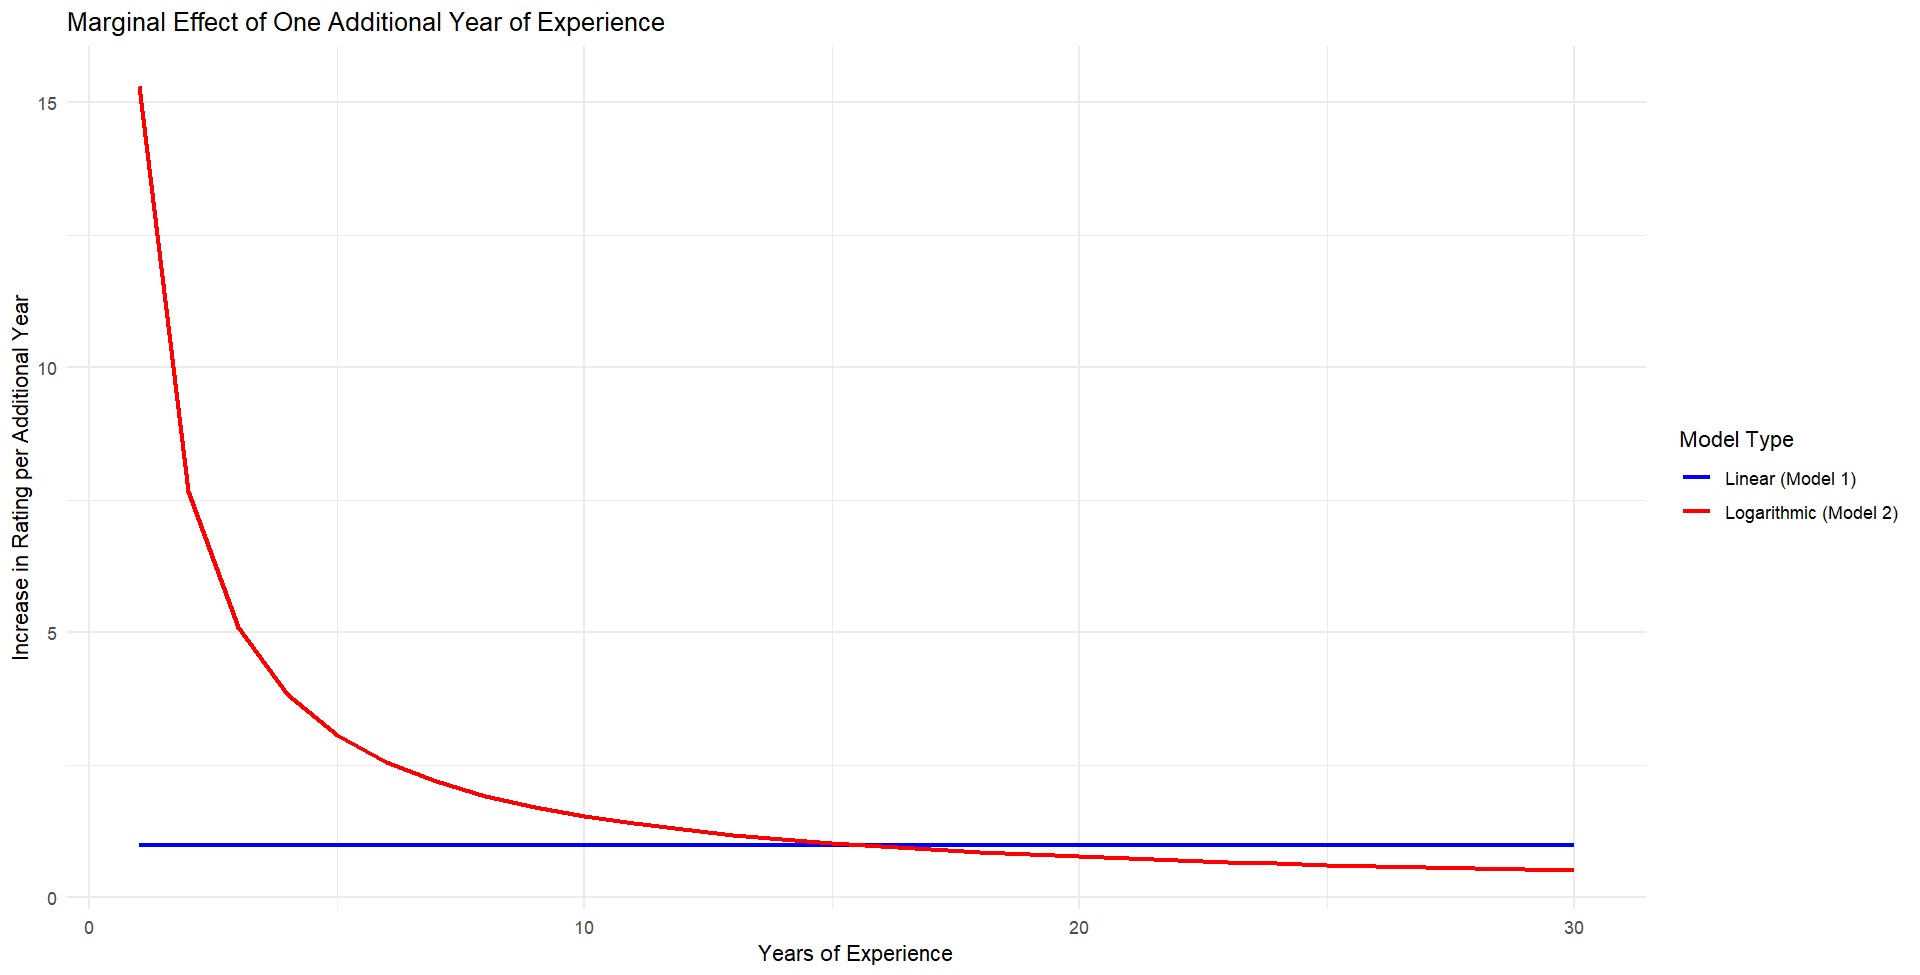 Marginal Effect of One Additional Year of Experience
Increase in Rating per Additional Year
15
10
5
0
0
10
20
30
Years of Experience
Model Type
Linear (Model 1)
Logarithmic (Model 2)